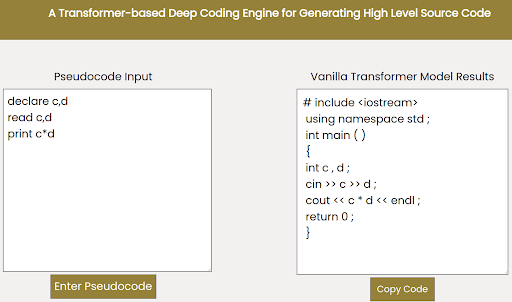 A Transformer-based Deep Coding Engine for Generating High Level Source Code
Pseudocode Input
declare c,d
read c,d
print c*d
Enter Pseudocode
Vanilla Transformer Model Results
# include <iostream>
using namespace std ;
int main ( )
{
int c , d ;
cin >> c >> d ;
cout << c * d << endl ;
return 0 ;
}
Copy Code